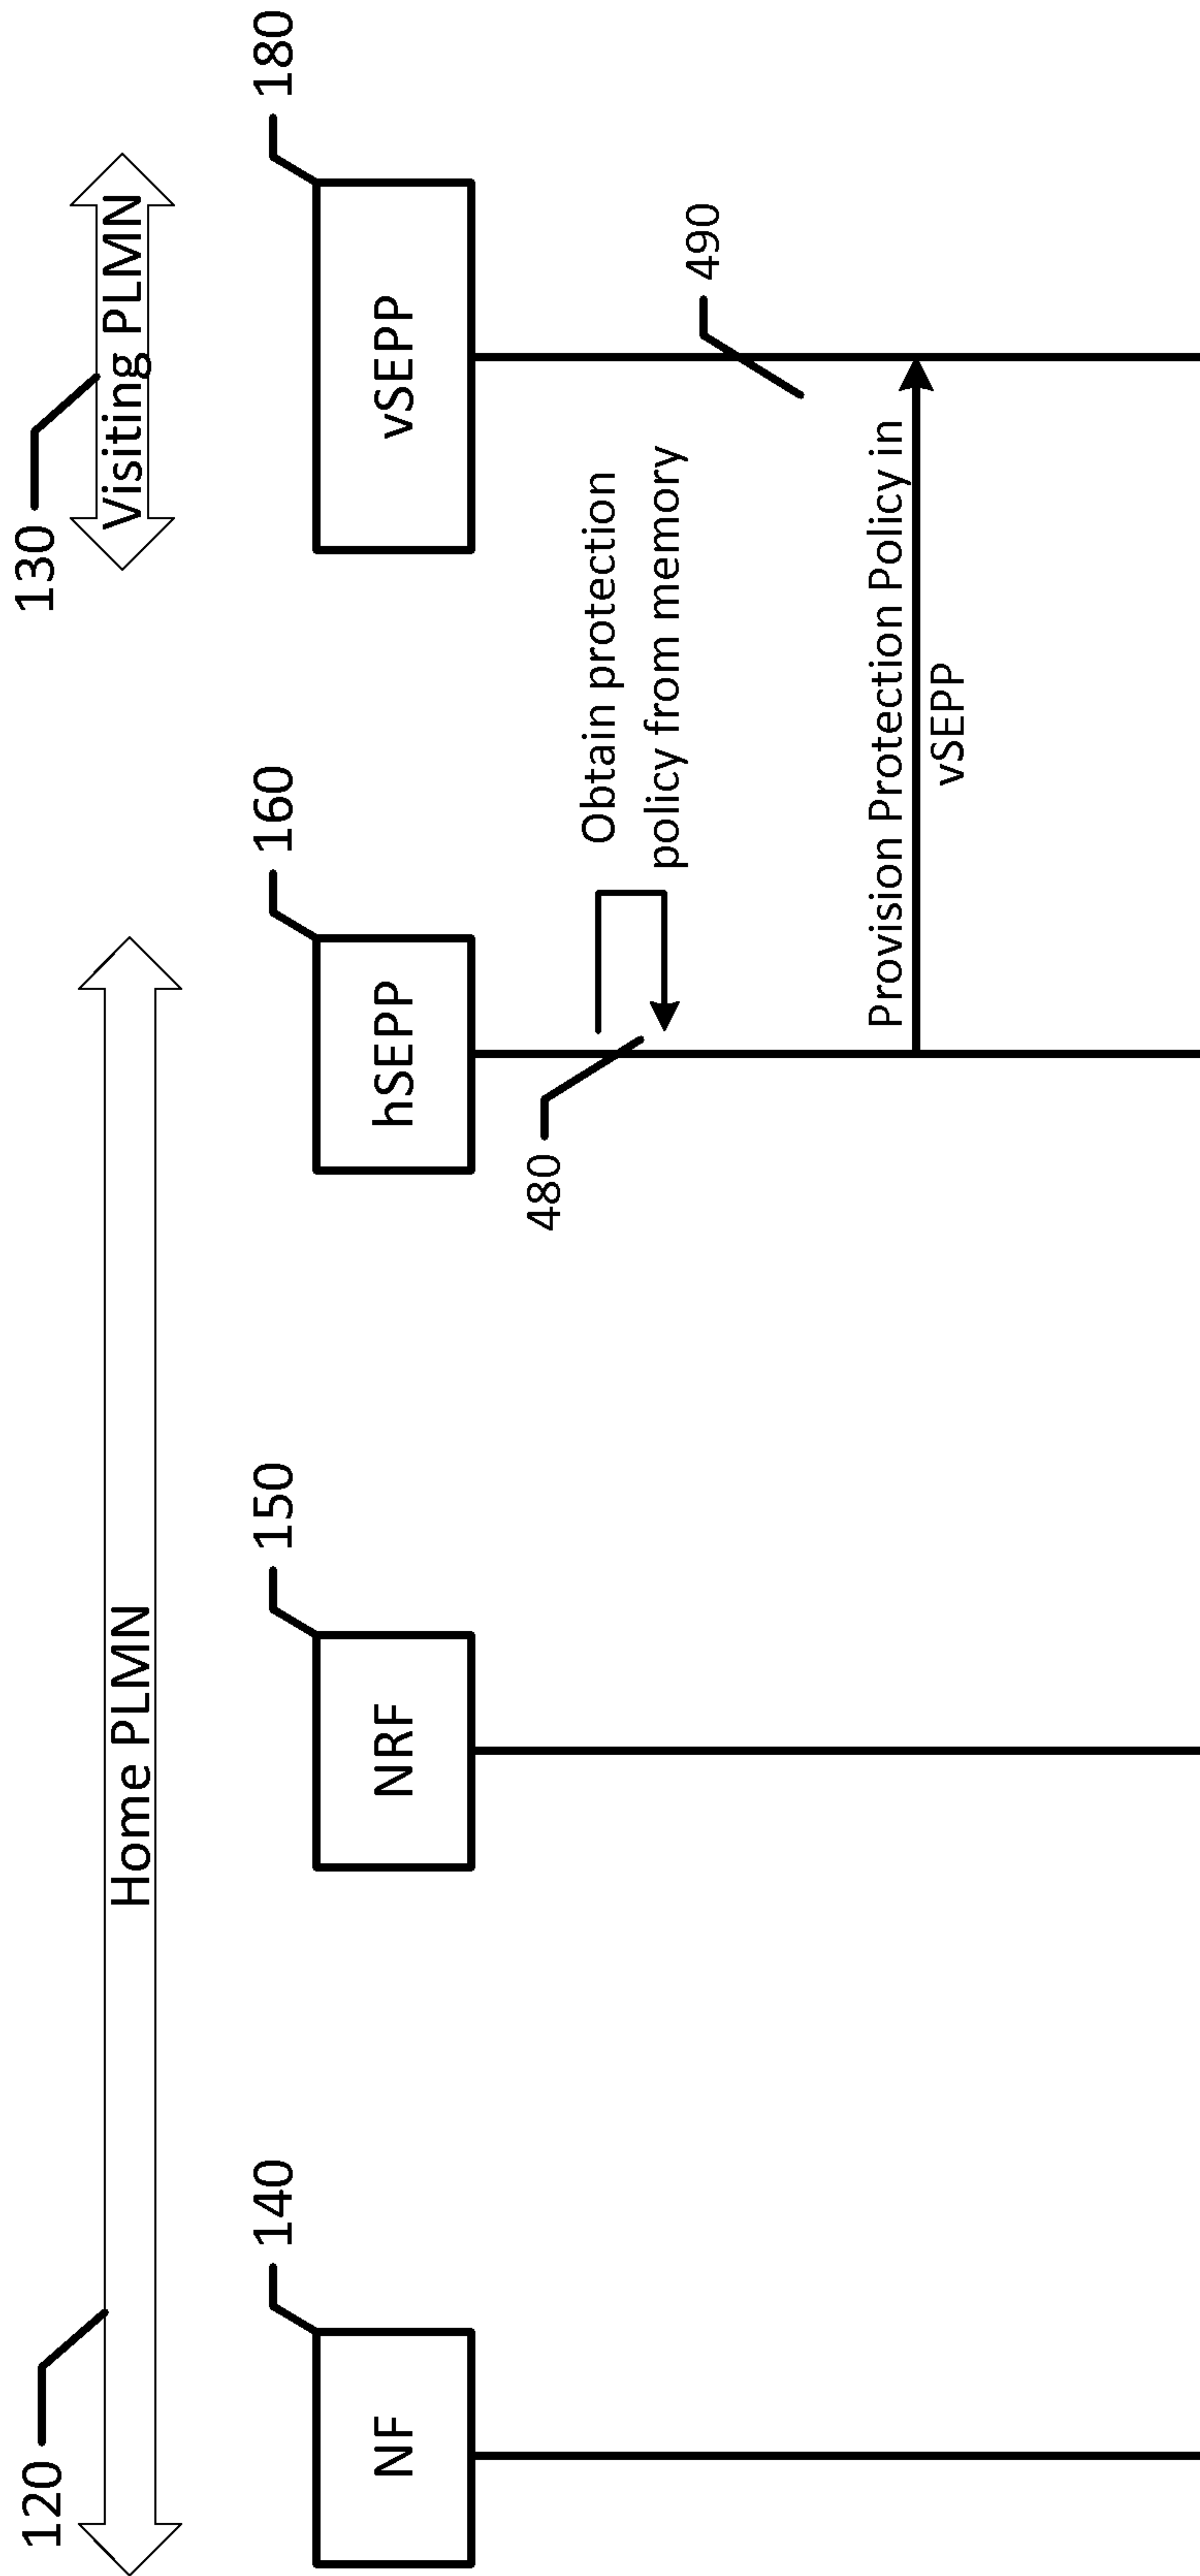 120
Home PLMN
130
Visiting PLMN
140
150
160
180
NF
NRF
hSEPP
vSEPP
480
Obtain protection
policy from memory
490
Provision Protection Policy in
vSEPP